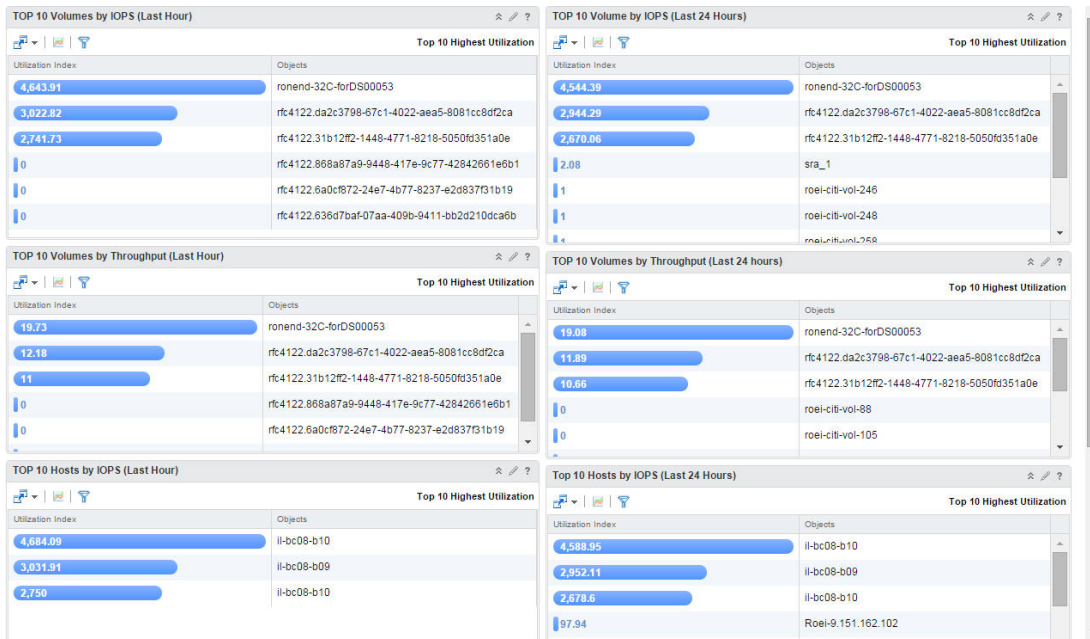 TOP 10 Volume by IOPS (Last Hour)
?
Top 10 Highest Utilization
Utilization Index Objects
4,643.91 ronend-32C-forDS00053
3,022.82 rfc4122.da2c3798-67c1-4022-aea5-8081cc8df2ca
2,741.73 rfc4122.31b12ff2-1448-4771-8218-5050fd351a0e
0 rfc4122.868a87a9-9448-417e-9c77-42842661e6b1
0 rfc4122.6a0cf872-24e7-4b77-8237-e2d837f31b19
0 rfc4122.636d7baf-07aa-409b-9411-bb2d210dca6b
TOP 10 Volume by IOPS (Last 24 Hours)
?
Top 10 Highest Utilization
Utilization Index Objects
4,544.39 ronend-32C-forDS00053
2,944.29 rfc4122.da2c3798-67c1-4022-aea5-8081cc8df2ca
2,670.06 rfc4122.31b12ff2-1448-4771-8218-5050fd351a0e
2.08 sra_1
1 roei-citi-vol-246
1 roei-citi-vol-248
1 roei-citi-vol-258
TOP 10 Volumes by Throughput (Last Hour)
?
Top 10 Highest Utilization
Utilization Index Objects
19.73 ronend-32C-forDS00053
12.18 rfc4122.da2c3798-67c1-4022-aea5-8081cc8df2ca
11 rfc4122.31b12ff2-1448-4771-8218-5050fd351a0e
0 rfc4122.868a87a9-9448-417e-9c77-42842661e6b1
0 rfc4122.6a0cf872-24e7-4b77-8237-e2d837f31b19
TOP 10 Volumes by Throughput (Last 24 hours)
?
Top 10 Highest Utilization
Utilization Index Objects
19.08 ronend-32C-forDS00053
11.89 rfc4122.da2c3798-67c1-4022-aea5-8081cc8df2ca
10.66 rfc4122.31b12ff2-1448-4771-8218-5050fd351a0e
0 roei-citi-vol-88
0 roei-citi-vol-105
TOP 10 Hosts by IOPS (Last Hour)
?
Top 10 Highest Utilization
Utilization Index Objects
4,684.09 il-bc08-b10
3,031.91 il-bc08-b09
2,750 il-bc08-b10
Top 10 Hosts by IOPS (Last 24 Hours)
?
Top 10 Highest Utilization
Utilization Index Objects
4,588.95 il-bc08-b10
2,952.11 il-bc08-b09
2,678.6 il-bc08-b10
97.94 Roei-9.151.162.102